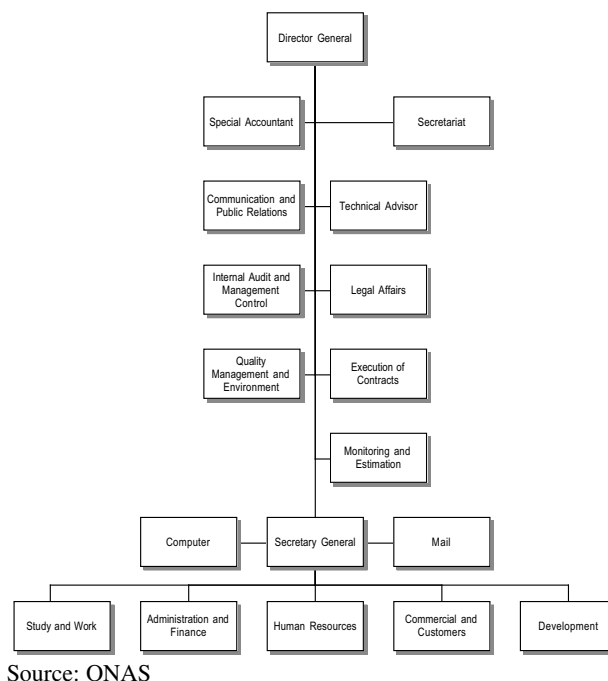 Director General
Special Accountant
Secretariat
Communication and
Public Relations
Technical Advisor
Internal Audit and
Management
Control
Legal Affairs
Quality
Management and
Environment
Execution of
Contracts
Monitoring and
Estimation
Computer
Secretary General
Mail
Study and Work
Administration and
Finance
Human Resources
Commercial and
Customers
Development
Source: ONAS